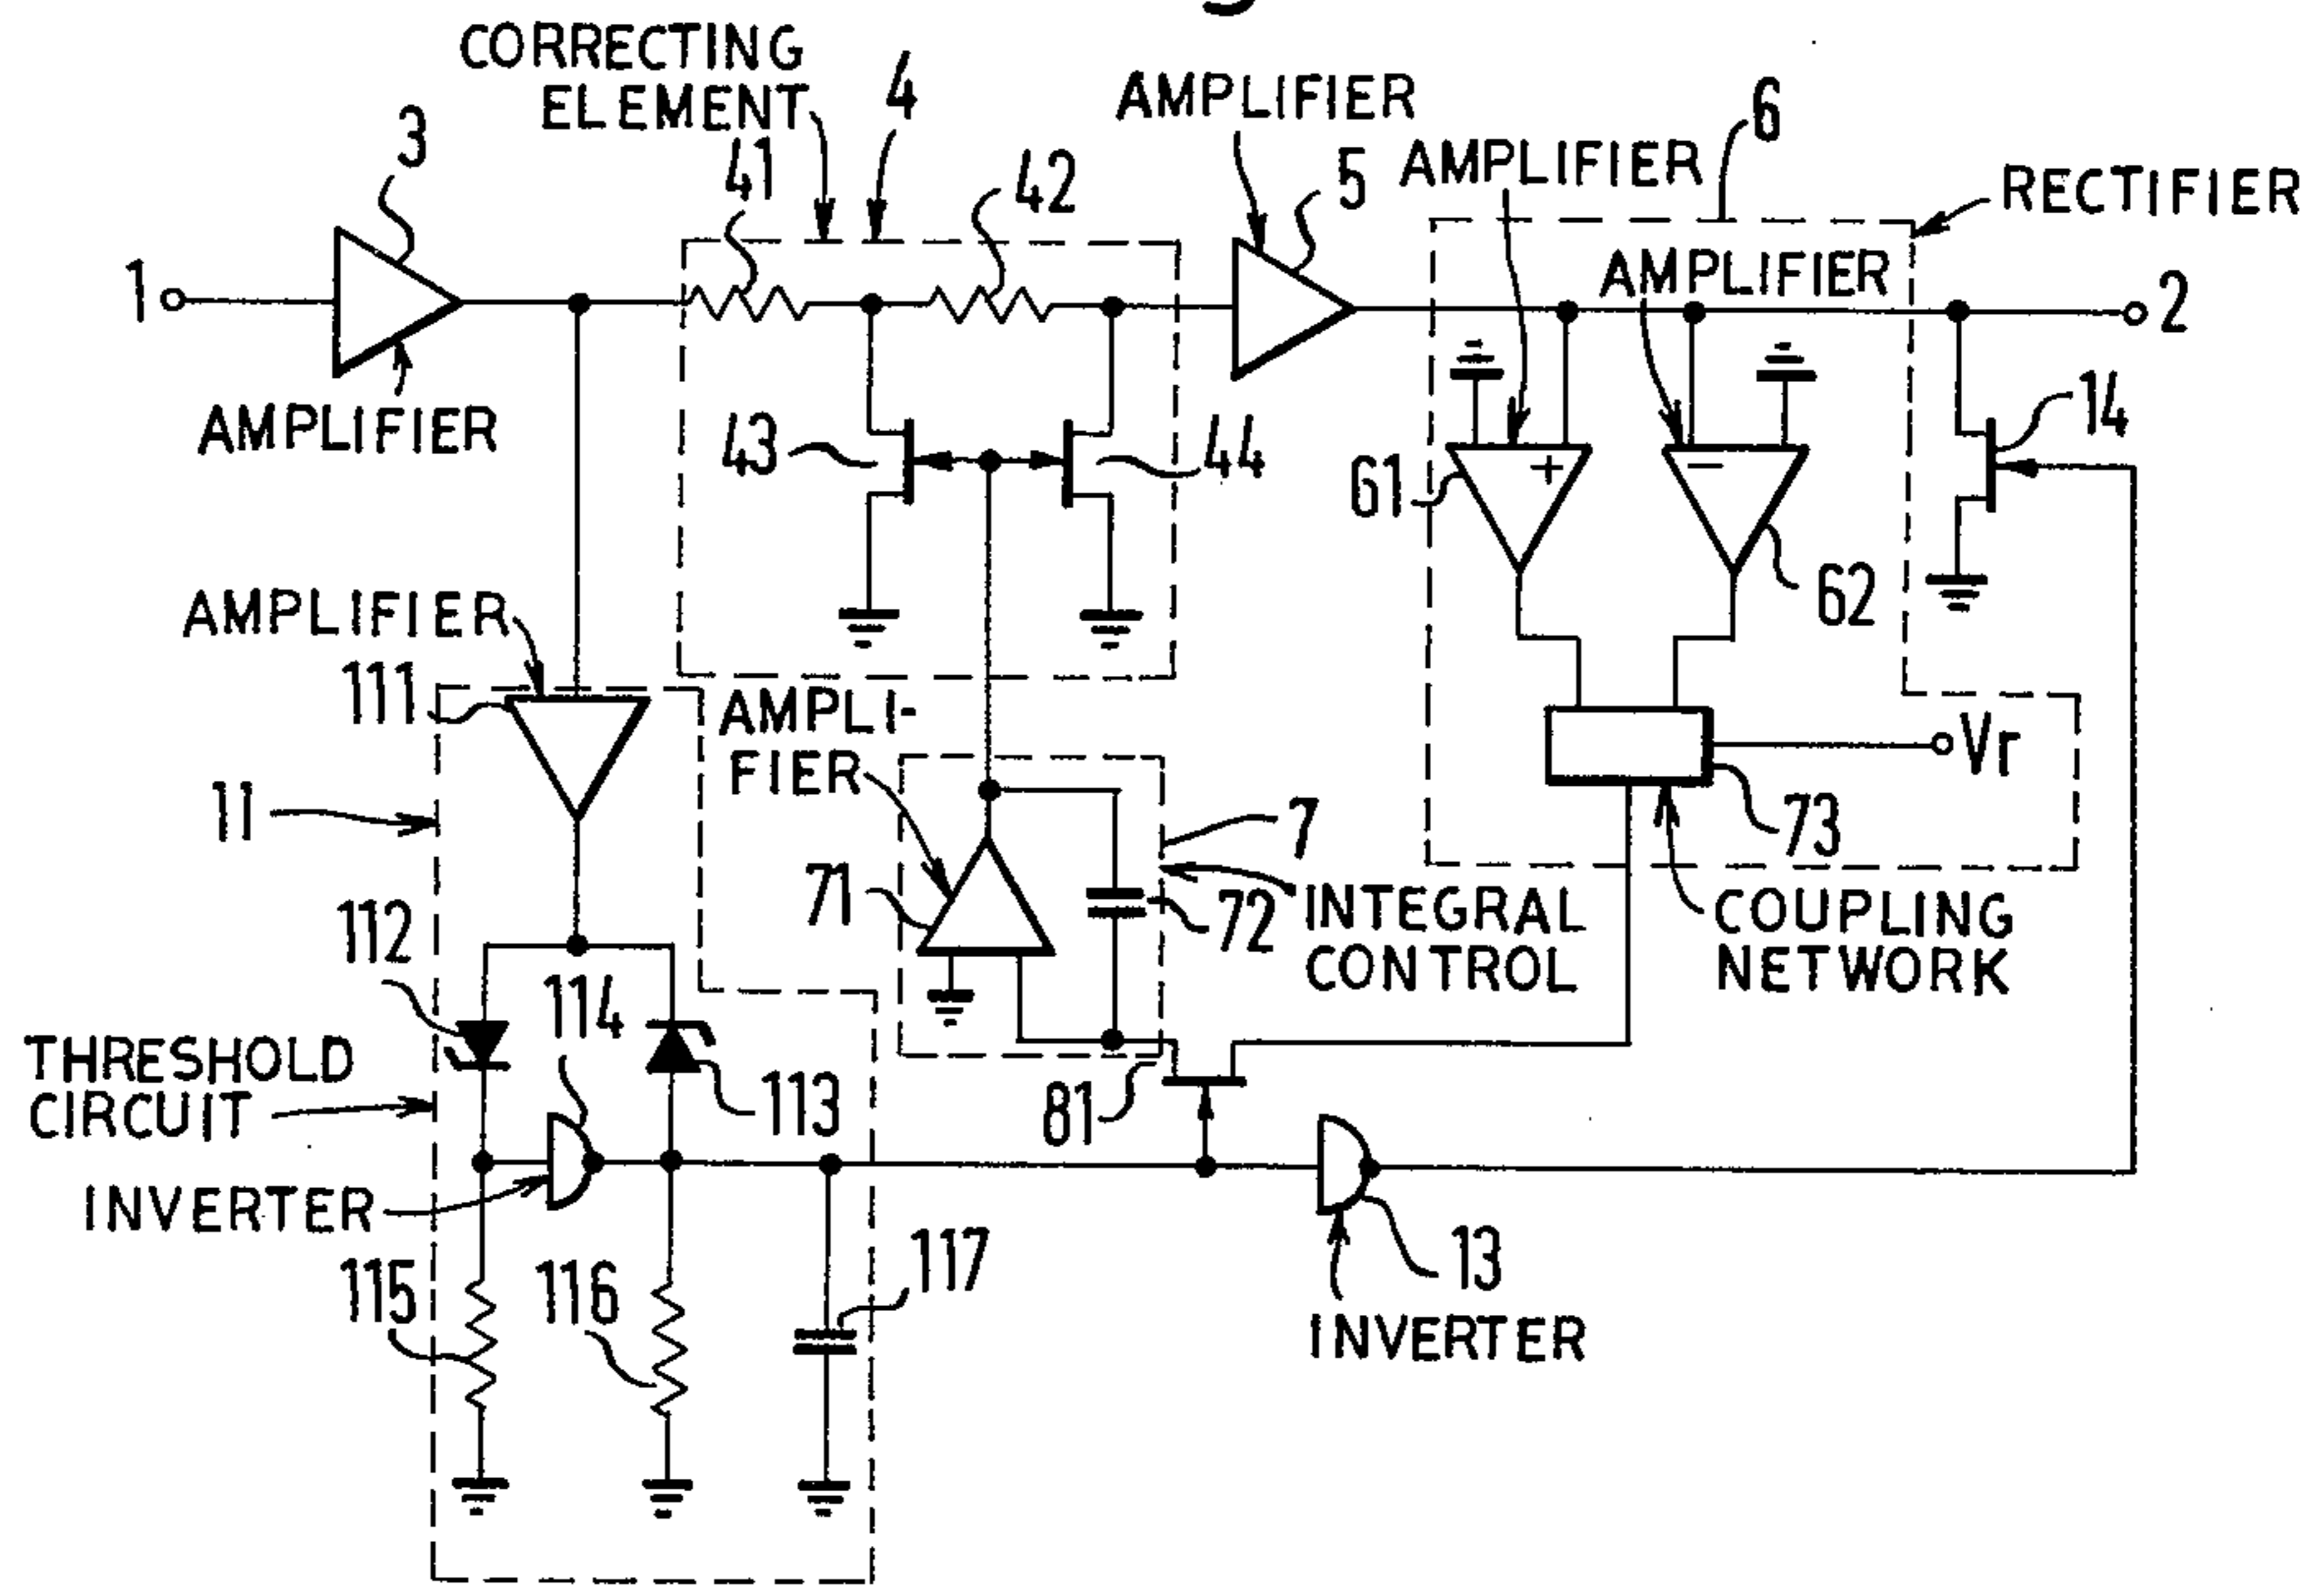 CORRECTING
ELEMENT
4
3
41
42
AMPLIFIER
5
AMPLIFIER
6
RECTIFIER
1
2
AMPLIFIER
AMPLIFIER
43
44
61
+
−
62
14
AMPLIFIER
111
AMPLI-
FIER
Vr
73
11
71
7
72
INTEGRAL
CONTROL
COUPLING
NETWORK
112
114
113
THRESHOLD
CIRCUIT
81
INVERTER
115
116
117
13
INVERTER